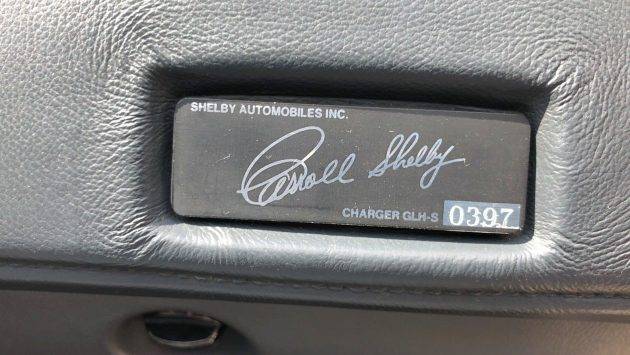 SHELBY AUTOMOBILES INC.
Carroll Shelby
CHARGER GLH-S 0397